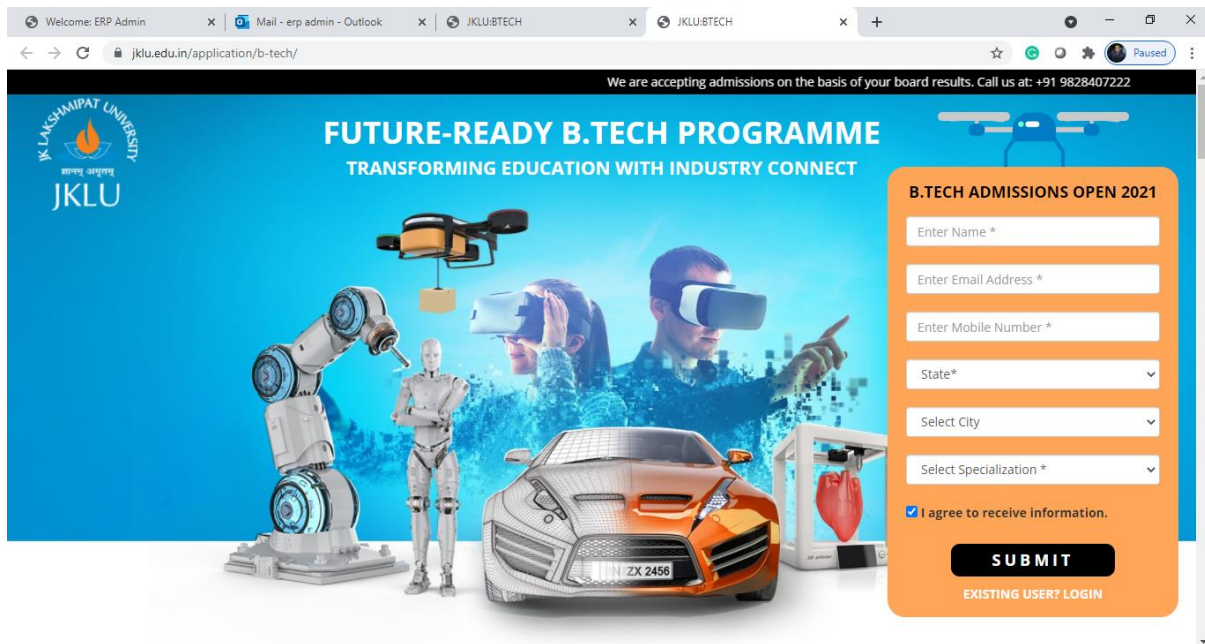 Welcome: ERP Admin
Mail - erp admin - Outlook
JKLU:BTECH
JKLU:BTECH
jklu.edu.in/application/b-tech/
Paused
We are accepting admissions on the basis of your board results. Call us at: +91 9828407222
JK LAKSHMIPAT UNIVERSITY
ज्ञानम् अमृतम्
JKLU
FUTURE-READY B.TECH PROGRAMME
TRANSFORMING EDUCATION WITH INDUSTRY CONNECT
B.TECH ADMISSIONS OPEN 2021
Enter Name *
Enter Email Address *
Enter Mobile Number *
State*
Select City
Select Specialization *
I agree to receive information.
SUBMIT
EXISTING USER? LOGIN
ZX 2456